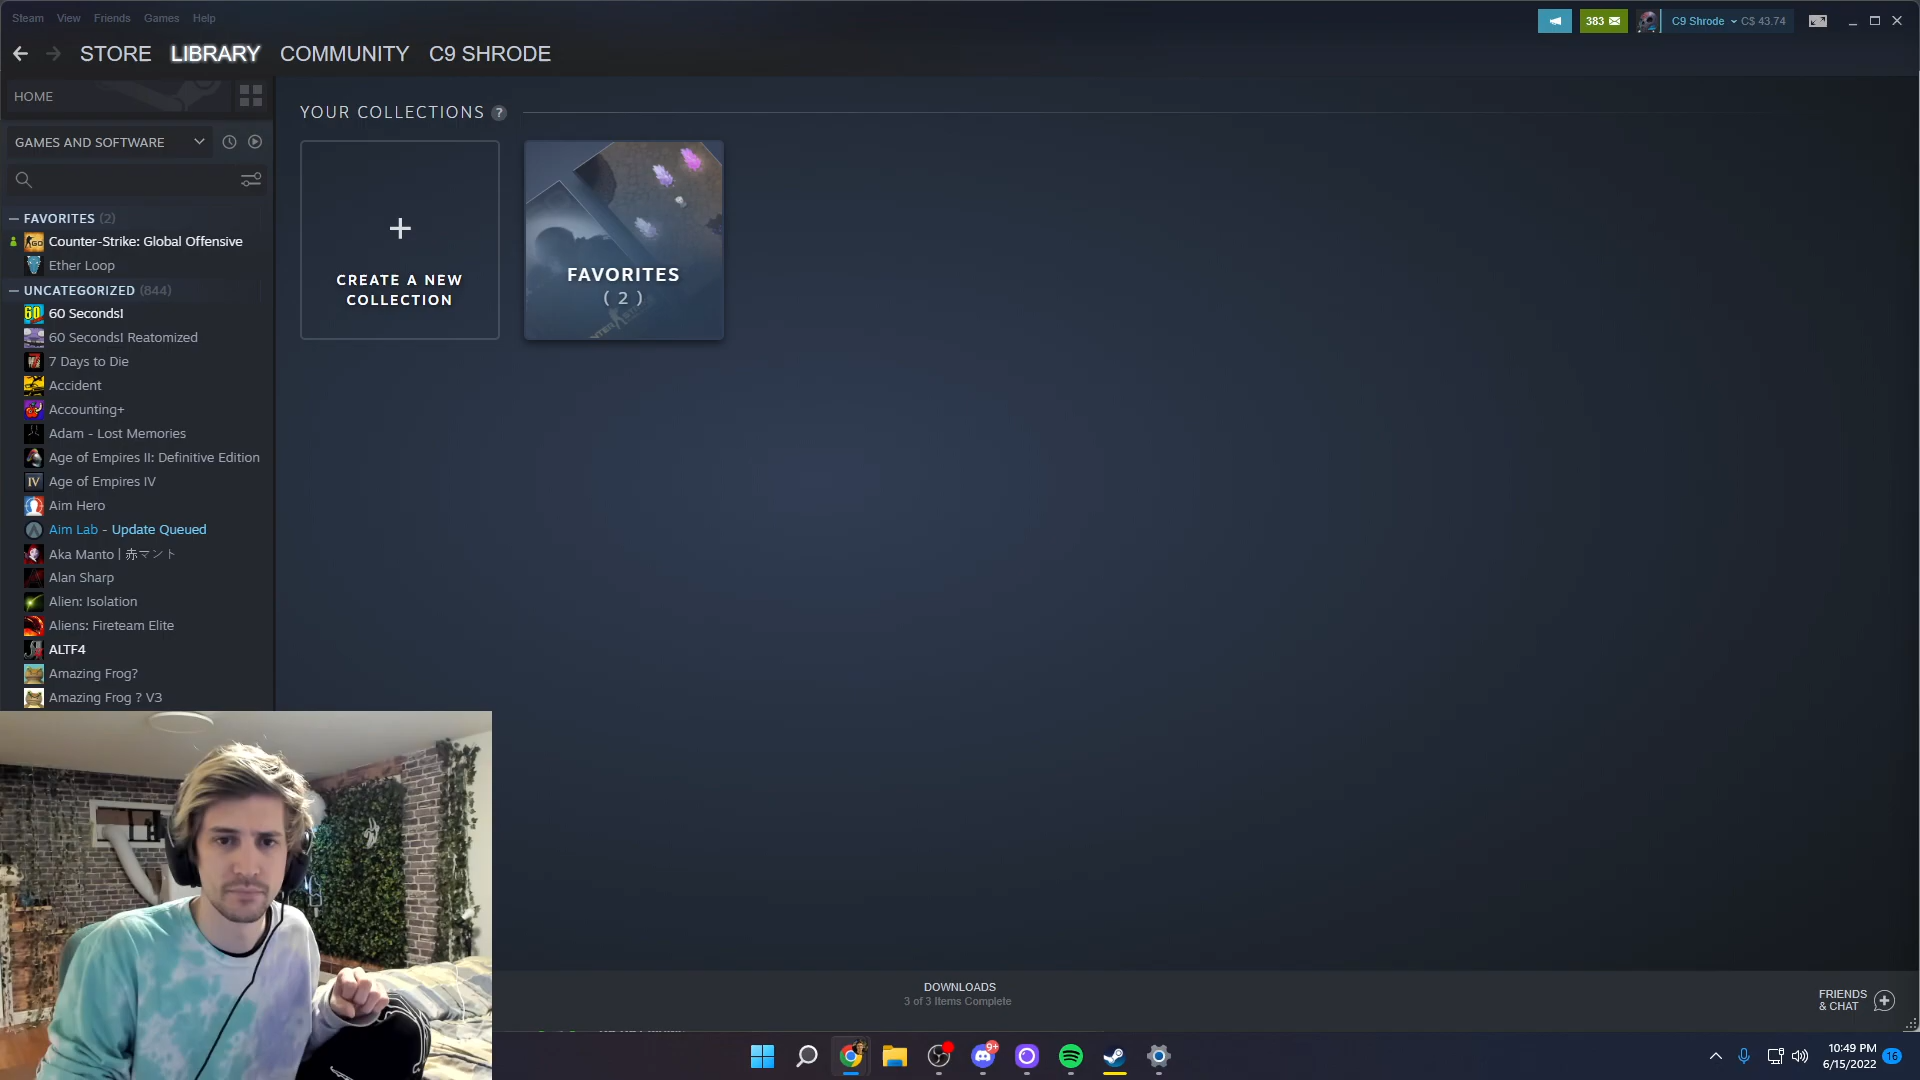 Steam View Friends Games Help
383
C9 Shrode
C$ 43.74
STORE LIBRARY COMMUNITY C9 SHRODE
HOME
GAMES AND SOFTWARE
FAVORITES (2)
Counter-Strike: Global Offensive
Ether Loop
UNCATEGORIZED (844)
60 Seconds!
60 Seconds! Reatomized
7 Days to Die
Accident
Accounting+
Adam - Lost Memories
Age of Empires II: Definitive Edition
Age of Empires IV
Aim Hero
Aim Lab - Update Queued
Aka Manto | 赤マント
Alan Sharp
Alien: Isolation
Aliens: Fireteam Elite
ALTF4
Amazing Frog?
Amazing Frog ? V3
YOUR COLLECTIONS ?
+
CREATE A NEW
COLLECTION
FAVORITES
( 2 )
DOWNLOADS
3 of 3 Items Complete
FRIENDS
& CHAT
9+
10:49 PM
6/15/2022
16